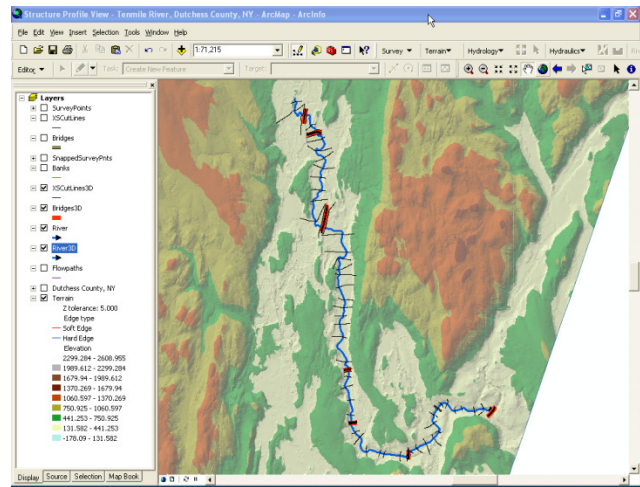 Structure Profile View - Tenmile River, Dutchess County, NY - ArcMap - ArcInfo
File Edit View Insert Selection Tools Window Help
1:71,215 Survey Terrain Hydrology Hydraulics
Editor Task: Create New Feature Target:
Layers
SurveyPoints
XSCutLines
Bridges
SnappedSurveyPnts
Banks
XSCutLines3D
Bridges3D
River
River3D
Flowpaths
Dutchess County, NY
Terrain
Z tolerance: 5.000
Edge type
Soft Edge
Hard Edge
Elevation
2299.284 - 2608.955
1989.612 - 2299.284
1679.94 - 1989.612
1370.269 - 1679.94
1060.597 - 1370.269
750.925 - 1060.597
441.253 - 750.925
131.582 - 441.253
-178.09 - 131.582
Display Source Selection Map Book